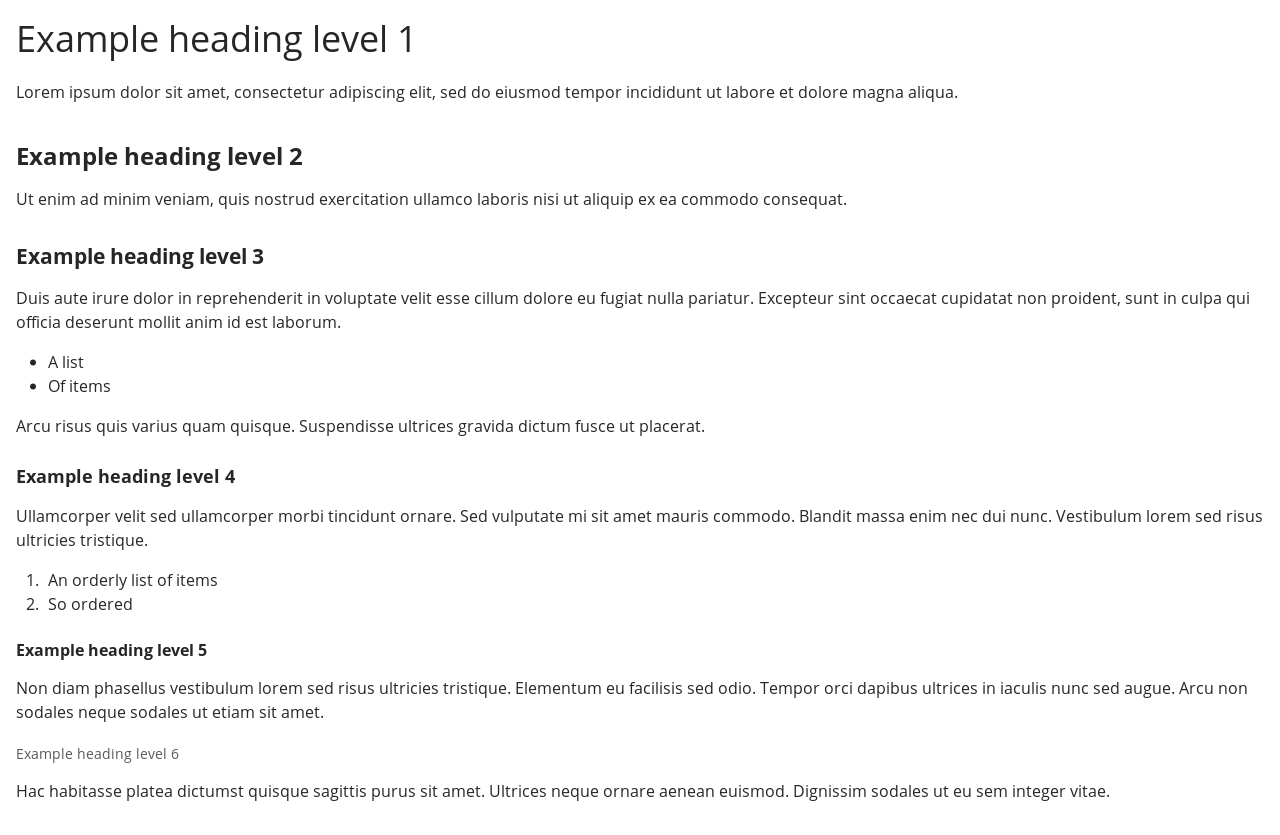 Example heading level 1
Lorem ipsum dolor sit amet, consectetur adipiscing elit, sed do eiusmod tempor incididunt ut labore et dolore magna aliqua.
Example heading level 2
Ut enim ad minim veniam, quis nostrud exercitation ullamco laboris nisi ut aliquip ex ea commodo consequat.
Example heading level 3
Duis aute irure dolor in reprehenderit in voluptate velit esse cillum dolore eu fugiat nulla pariatur. Excepteur sint occaecat cupidatat non proident, sunt in culpa qui
officia deserunt mollit anim id est laborum.
• A list
• Of items
Arcu risus quis varius quam quisque. Suspendisse ultrices gravida dictum fusce ut placerat.
Example heading level 4
Ullamcorper velit sed ullamcorper morbi tincidunt ornare. Sed vulputate mi sit amet mauris commodo. Blandit massa enim nec dui nunc. Vestibulum lorem sed risus
ultricies tristique.
1. An orderly list of items
2. So ordered
Example heading level 5
Non diam phasellus vestibulum lorem sed risus ultricies tristique. Elementum eu facilisis sed odio. Tempor orci dapibus ultrices in iaculis nunc sed augue. Arcu non
sodales neque sodales ut etiam sit amet.
Example heading level 6
Hac habitasse platea dictumst quisque sagittis purus sit amet. Ultrices neque ornare aenean euismod. Dignissim sodales ut eu sem integer vitae.